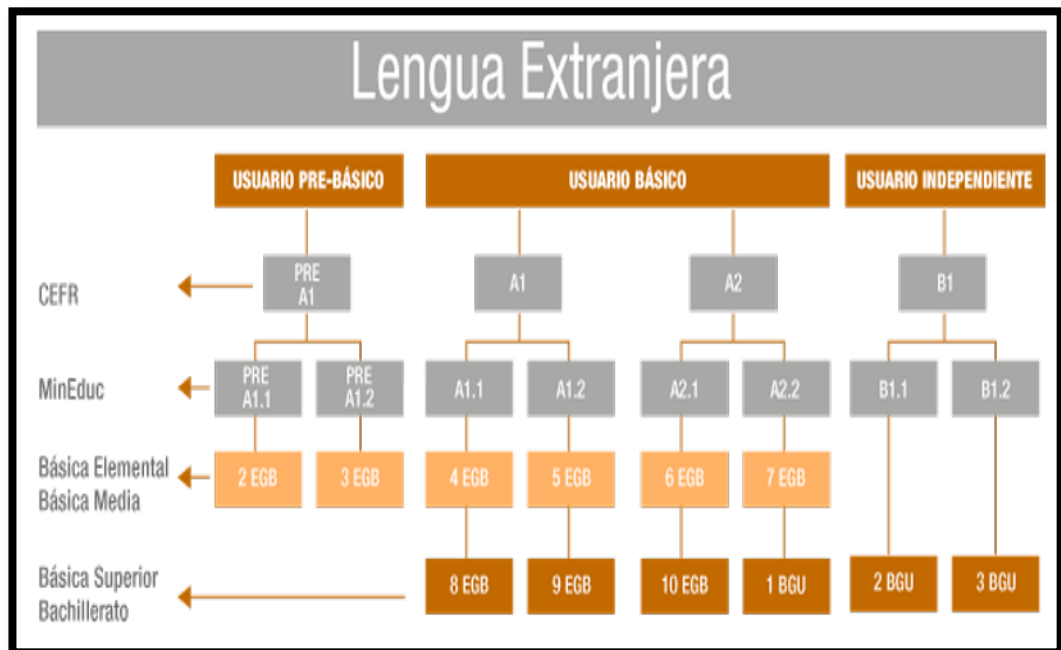 Lengua Extranjera
USUARIO PRE-BÁSICO
USUARIO BÁSICO
USUARIO INDEPENDIENTE
CEFR
PRE
A1
A1
A2
B1
MinEduc
PRE
A1.1
PRE
A1.2
A1.1
A1.2
A2.1
A2.2
B1.1
B1.2
Básica Elemental
Básica Media
2 EGB
3 EGB
4 EGB
5 EGB
6 EGB
7 EGB
Básica Superior
Bachillerato
8 EGB
9 EGB
10 EGB
1 BGU
2 BGU
3 BGU